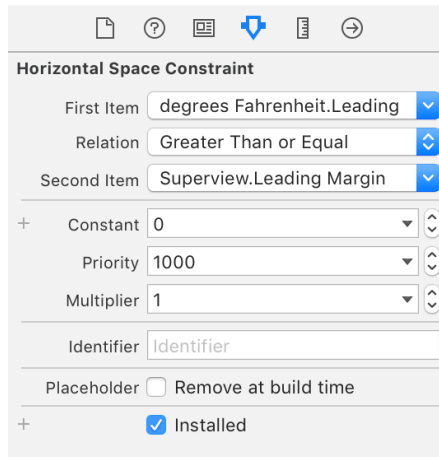 Horizontal Space Constraint
First Item degrees Fahrenheit.Leading
Relation Greater Than or Equal
Second Item Superview.Leading Margin
+ Constant 0
Priority 1000
Multiplier 1
Identifier Identifier
Placeholder Remove at build time
+ Installed